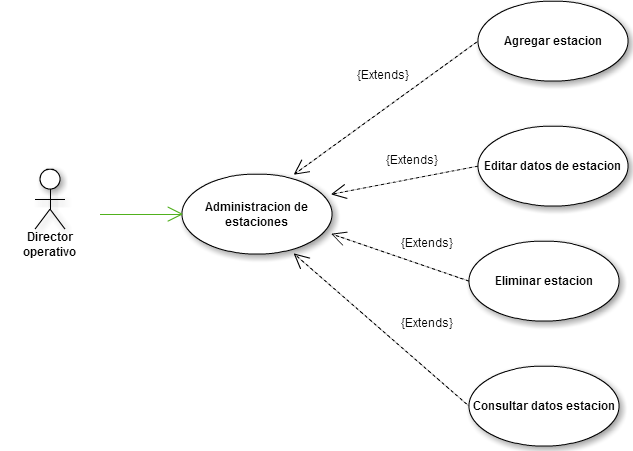 Agregar estacion
{Extends}
{Extends}
Editar datos de estacion
Administracion de
estaciones
Director
operativo
{Extends}
Eliminar estacion
{Extends}
Consultar datos estacion